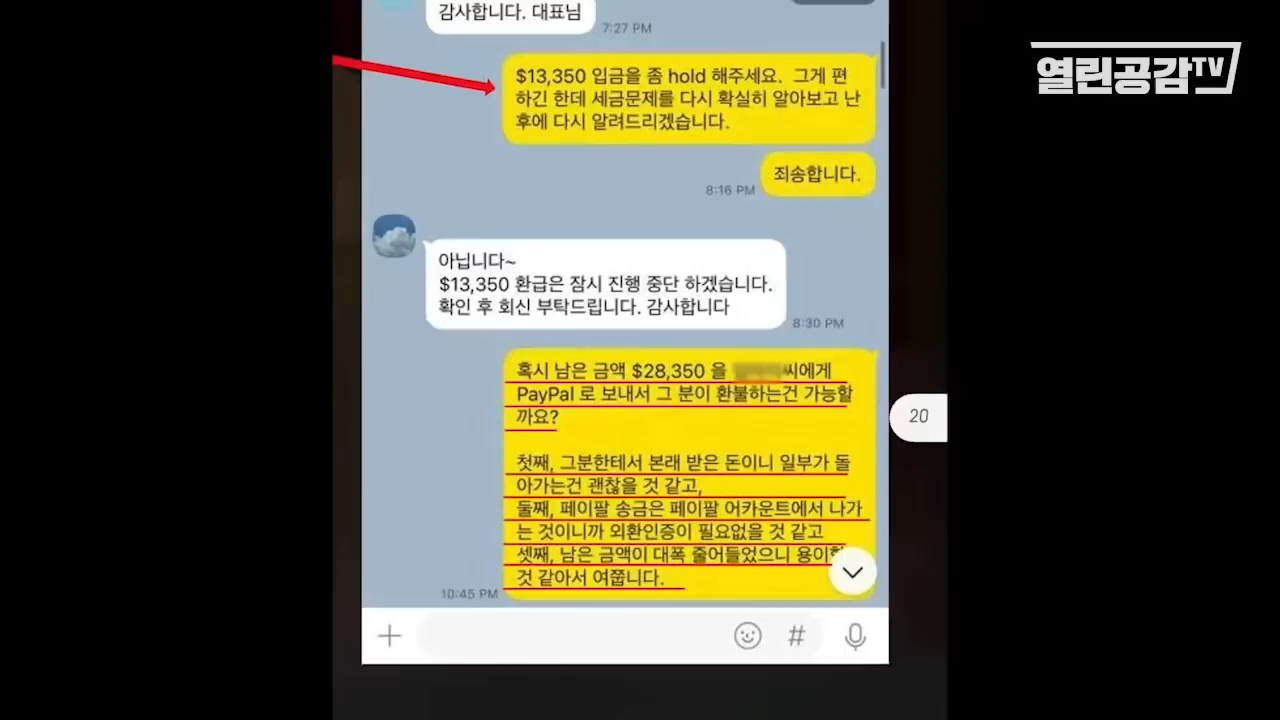 감사합니다. 대표님
7:27 PM
열린공감TV
$13,350 입금을 좀 hold 해주세요. 그게 편
하긴 한데 세금문제를 다시 확실히 알아보고 난
후에 다시 알려드리겠습니다.
죄송합니다.
8:16 PM
아닙니다~
$13,350 환급은 잠시 진행 중단 하겠습니다.
확인 후 회신 부탁드립니다. 감사합니다
8:30 PM
혹시 남은 금액 $28,350 을 씨에게
PayPal 로 보내서 그 분이 환불하는건 가능할
까요?
첫째, 그분한테서 본래 받은 돈이니 일부가 돌
아가는건 괜찮을 것 같고,
둘째, 페이팔 송금은 페이팔 어카운트에서 나가
는 것이니까 외환인증이 필요없을 것 같고
셋째, 남은 금액이 대폭 줄어들었으니
것 같아서 여쭙니다.
10:45 PM
20
#